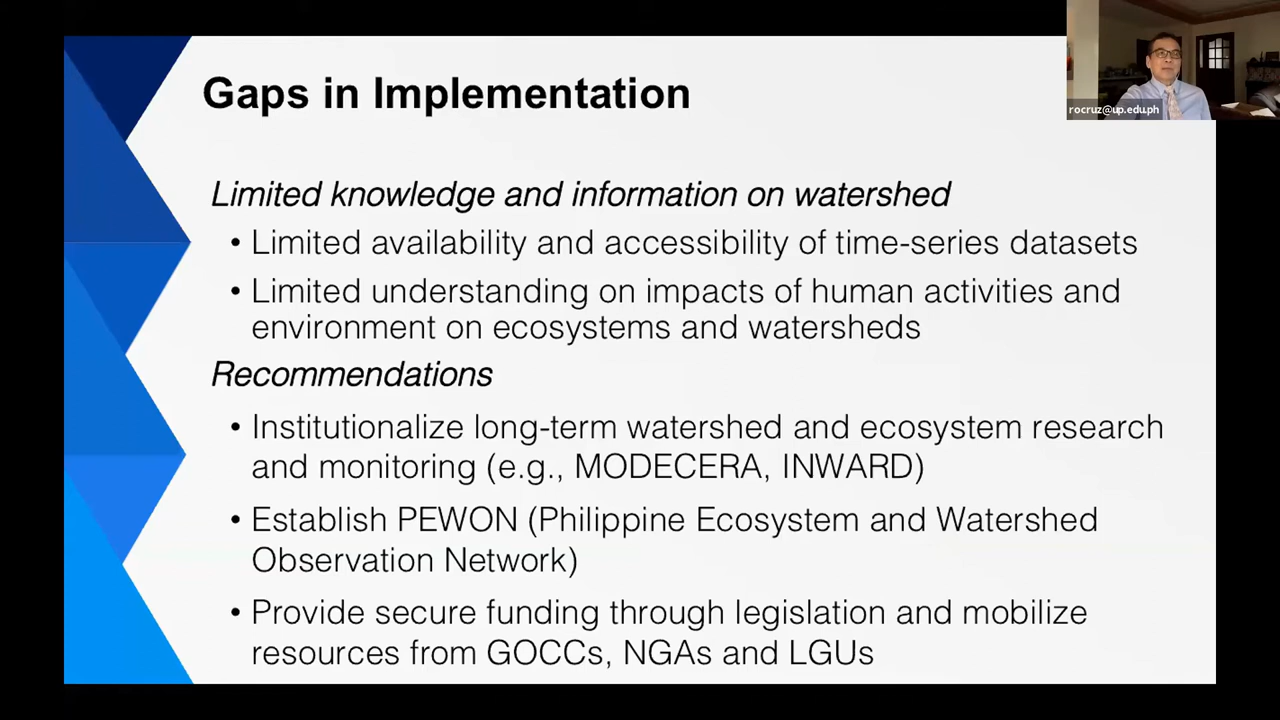 rocruz@up.edu.ph
Gaps in Implementation
Limited knowledge and information on watershed
• Limited availability and accessibility of time-series datasets
• Limited understanding on impacts of human activities and
environment on ecosystems and watersheds
Recommendations
• Institutionalize long-term watershed and ecosystem research
and monitoring (e.g., MODECERA, INWARD)
• Establish PEWON (Philippine Ecosystem and Watershed
Observation Network)
• Provide secure funding through legislation and mobilize
resources from GOCCs, NGAs and LGUs